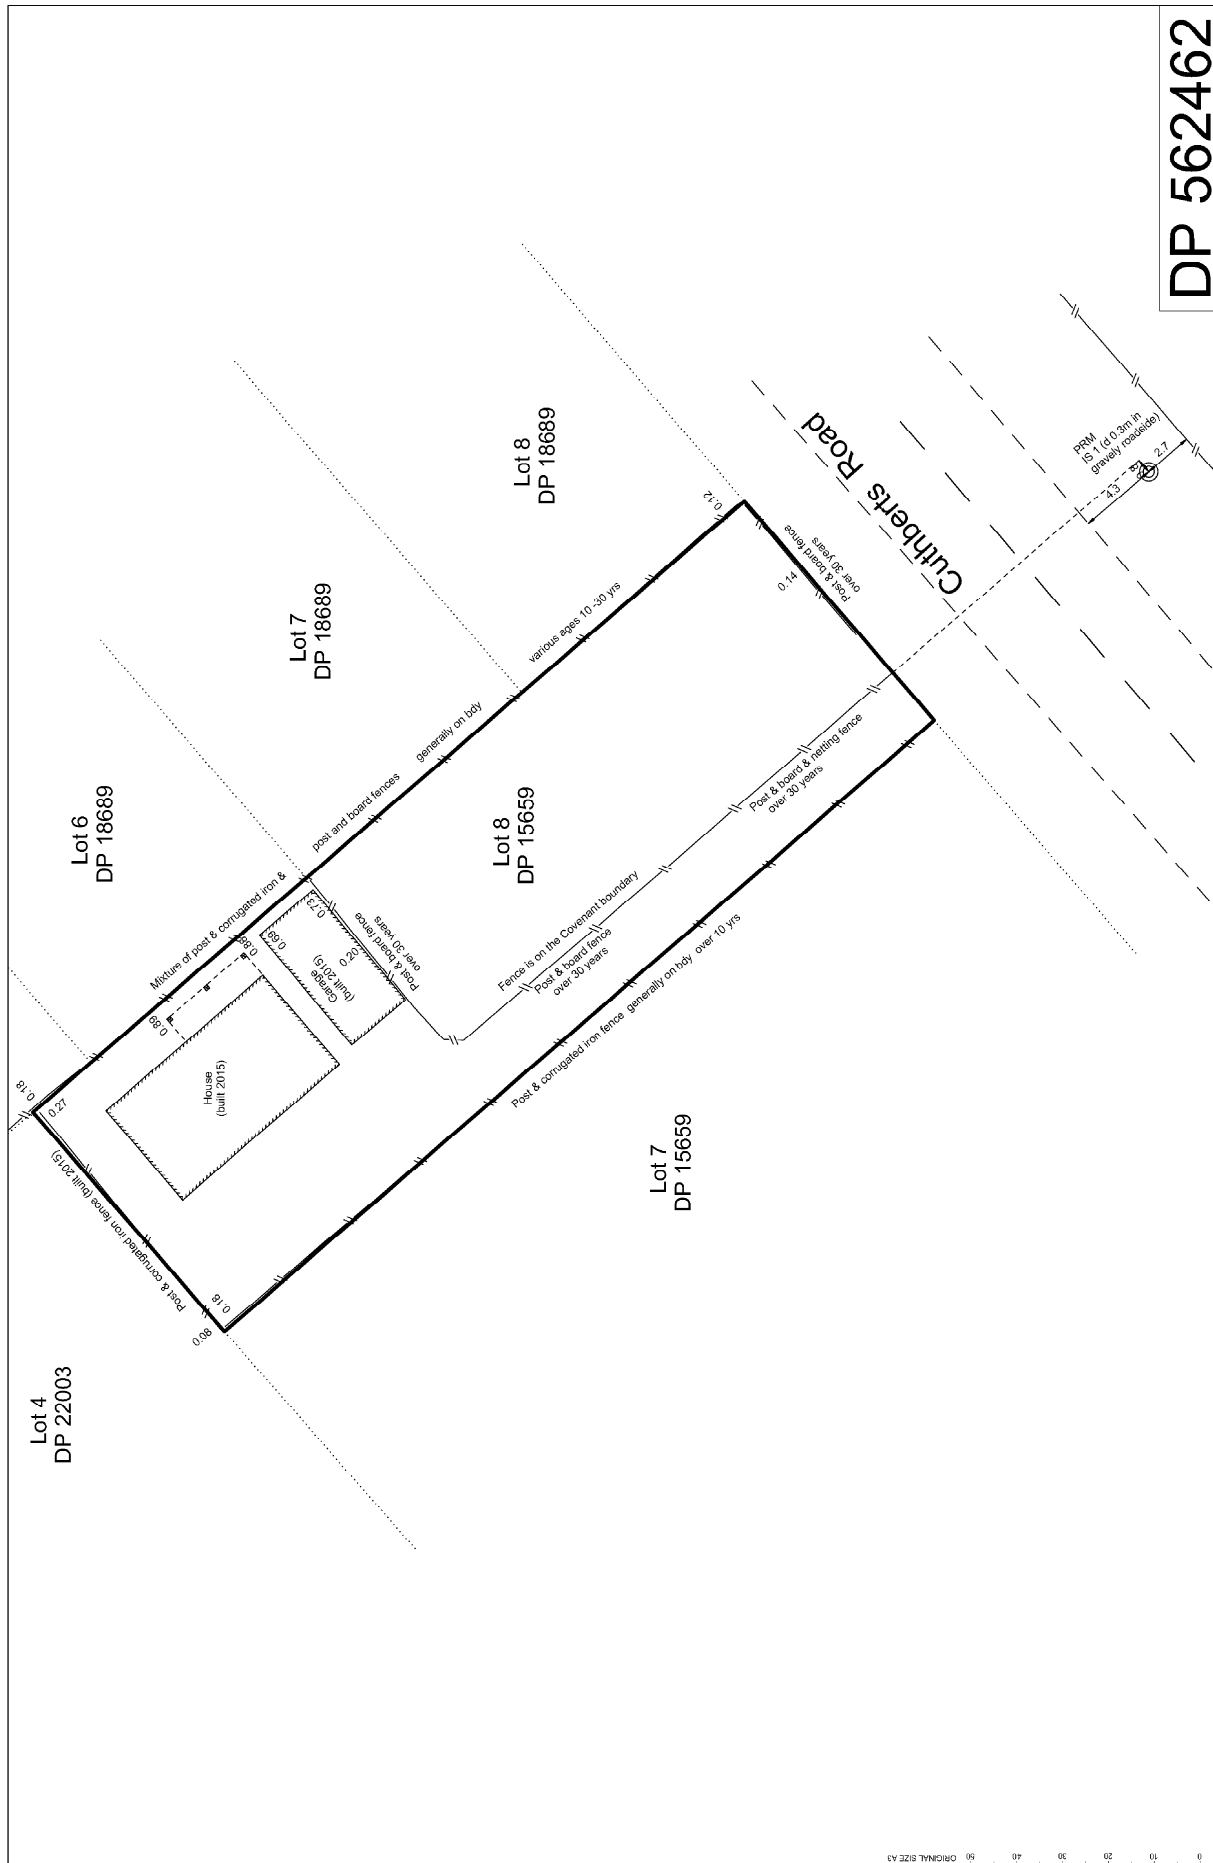 DP 562462
Lot 8
DP 18689
Lot 7
DP 18689
Lot 6
DP 18689
Cuthberts Road
PRM
IS 1 (d 0.3m in
gravely roadside)
2.7
4.3
0.12
0.14
Post & board fence
over 30 years
Mixture of post & corrugated iron &
post and board fences
generally on bdy
various ages 10 -30 yrs
Lot 8
DP 15659
Post & board & netting fence
over 30 years
Fence is on the Covenant boundary
Post & board fence
over 30 years
Post & corrugated iron fence generally on bdy over 10 yrs
Post & board fence
over 30 years
0.73
0.69
0.20
Garage
(built 2015)
0.88
0.89
House
(built 2015)
0.18
0.27
Post & corrugated iron fence (built 2015)
0.18
0.08
Lot 7
DP 15659
Lot 4
DP 22003
0 10 20 30 40 50 ORIGINAL SIZE A3